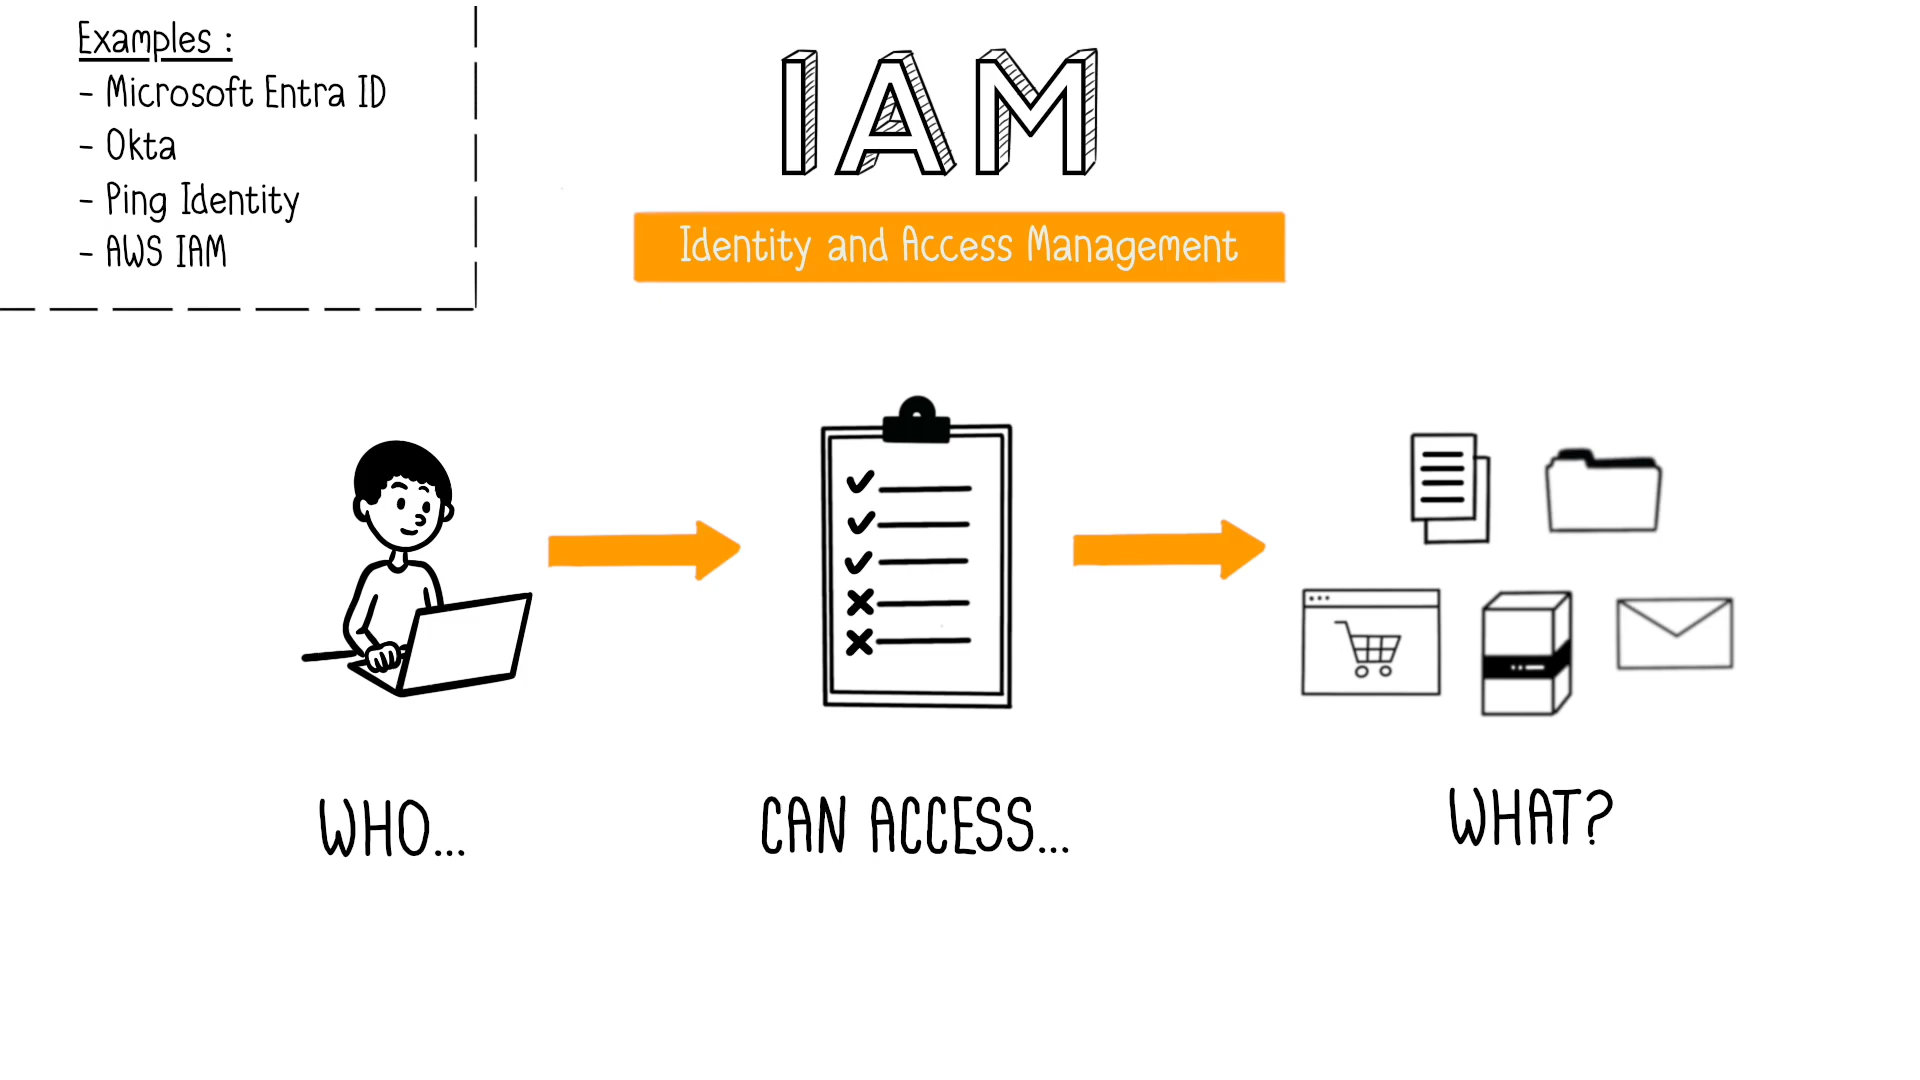 Examples :
- Microsoft Entra ID
- Okta
- Ping Identity
- AWS IAM
IAM
Identity and Access Management
WHO...
CAN ACCESS...
WHAT?